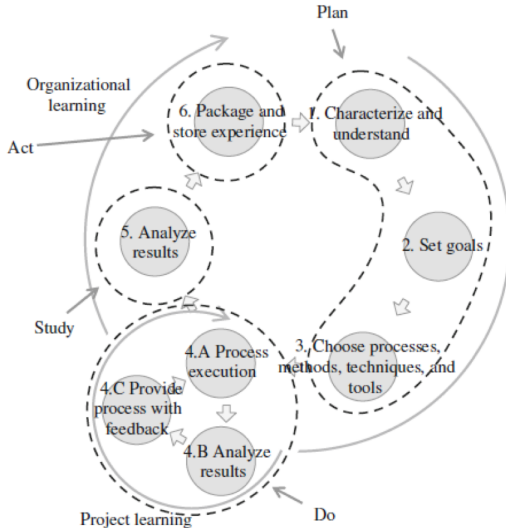 Plan
Organizational
learning
6. Package and
store experience
1. Characterize and
understand
Act
5. Analyze
results
2. Set goals
Study
4.A Process
execution
3. Choose processes,
methods, techniques, and
tools
4.C Provide
process with
feedback
4.B Analyze
results
Project learning
Do